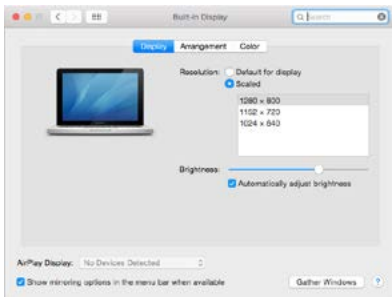 Built-in Display
Search
Display Arrangement Color
Resolution: Default for display
Scaled
1280 × 800
1152 × 720
1024 × 640
Brightness:
Automatically adjust brightness
AirPlay Display: No Devices Detected
Show mirroring options in the menu bar when available
Gather Windows ?